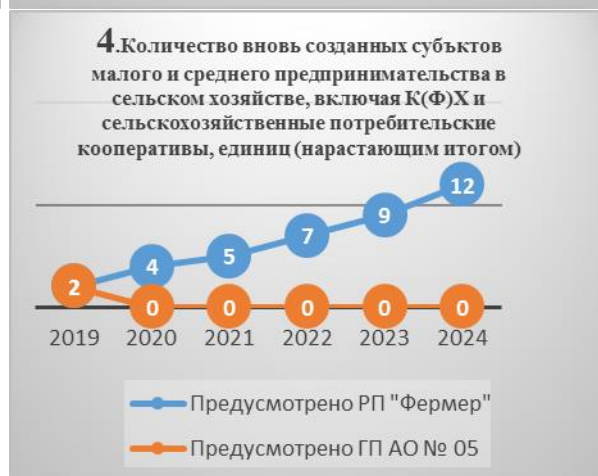 4.Количество вновь созданных субъктов
малого и среднего предпринимательства в
сельском хозяйстве, включая К(Ф)Х и
сельскохозяйственные потребительские
кооперативы, единиц (нарастающим итогом)
12
9
7
5
4
2
0 0 0 0 0
2019 2020 2021 2022 2023 2024
Предусмотрено РП "Фермер"
Предусмотрено ГП АО № 05